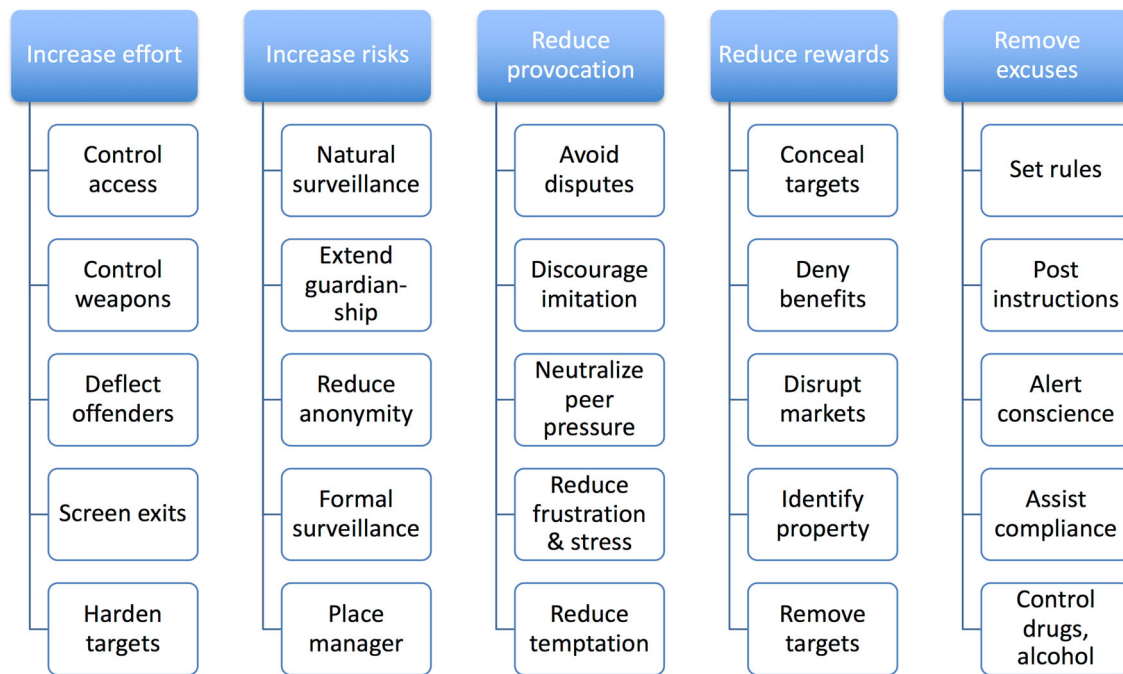 Increase effort
Control
access
Control
weapons
Deflect
offenders
Screen exits
Harden
targets
Increase risks
Natural
surveillance
Extend
guardian-
ship
Reduce
anonymity
Formal
surveillance
Place
manager
Reduce
provocation
Avoid
disputes
Discourage
imitation
Neutralize
peer
pressure
Reduce
frustration
& stress
Reduce
temptation
Reduce rewards
Conceal
targets
Deny
benefits
Disrupt
markets
Identify
property
Remove
targets
Remove
excuses
Set rules
Post
instructions
Alert
conscience
Assist
compliance
Control
drugs,
alcohol